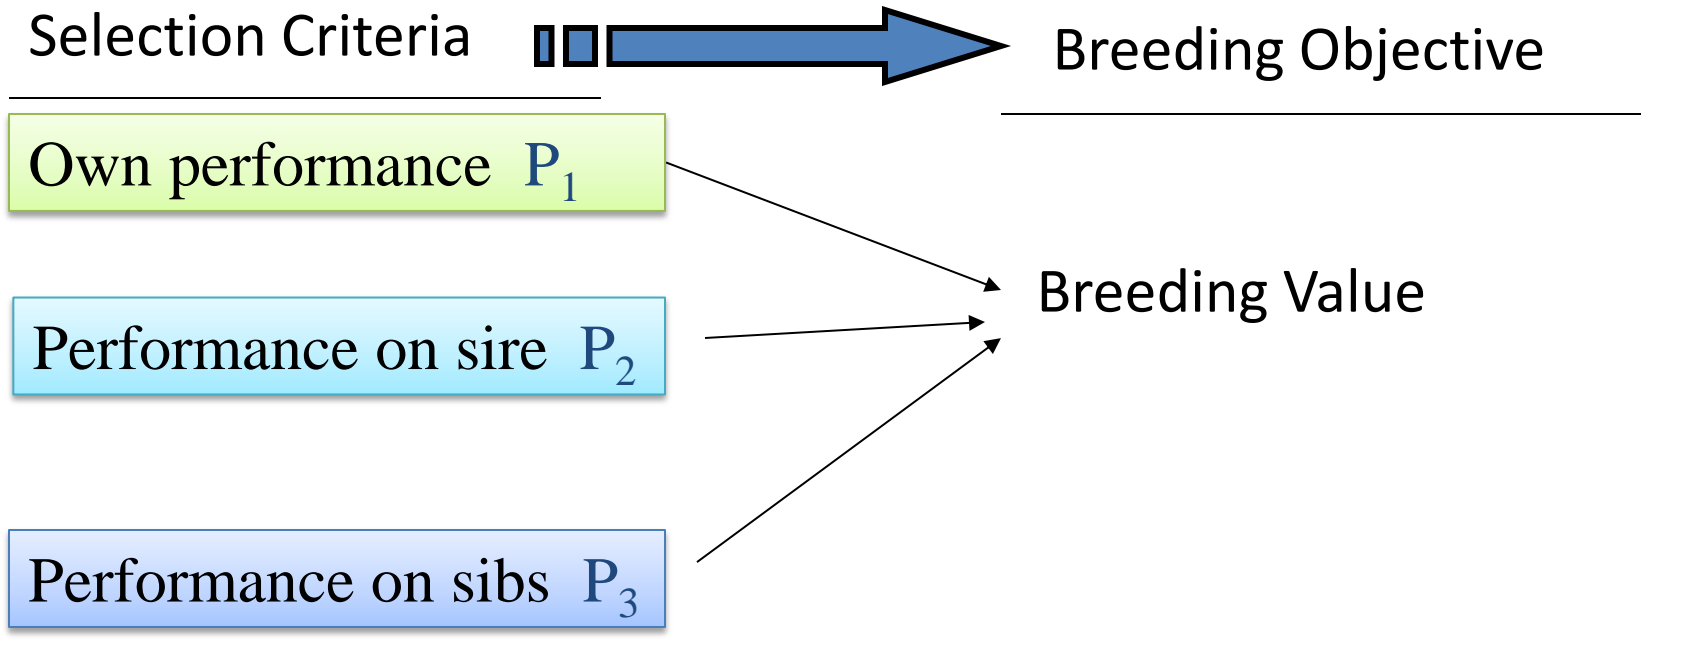 Selection Criteria
Breeding Objective
Own performance P₁
Breeding Value
Performance on sire P₂
Performance on sibs P₃